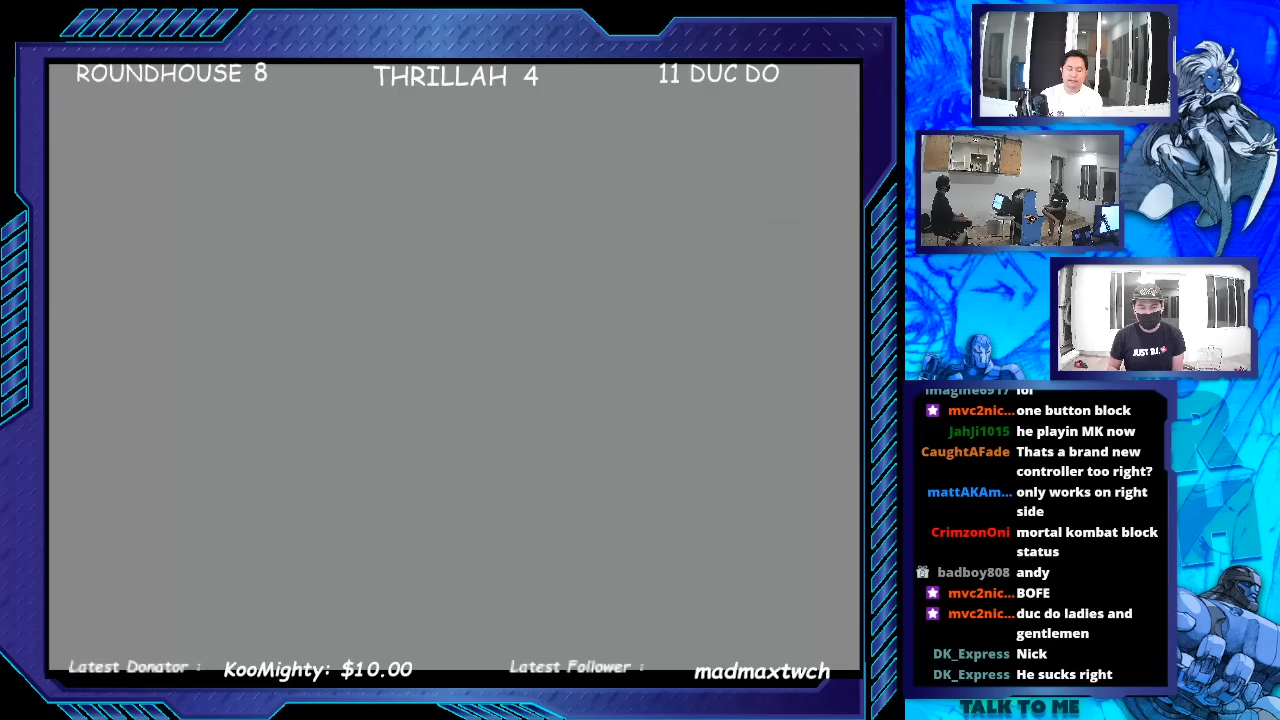 ROUNDHOUSE 8
THRILLAH 4
11 DUC DO
Latest Donator :
KooMighty: $10.00
Latest Follower :
madmaxtwch
JUST
imagine6917 lol
mvc2nic... one button block
JahJi1015 he playin MK now
CaughtAFade Thats a brand new
controller too right?
mattAKAm... only works on right
side
CrimzonOni mortal kombat block
status
badboy808 andy
mvc2nic... BOFE
mvc2nic... duc do ladies and
gentlemen
DK_Express Nick
DK_Express He sucks right
TALK TO ME